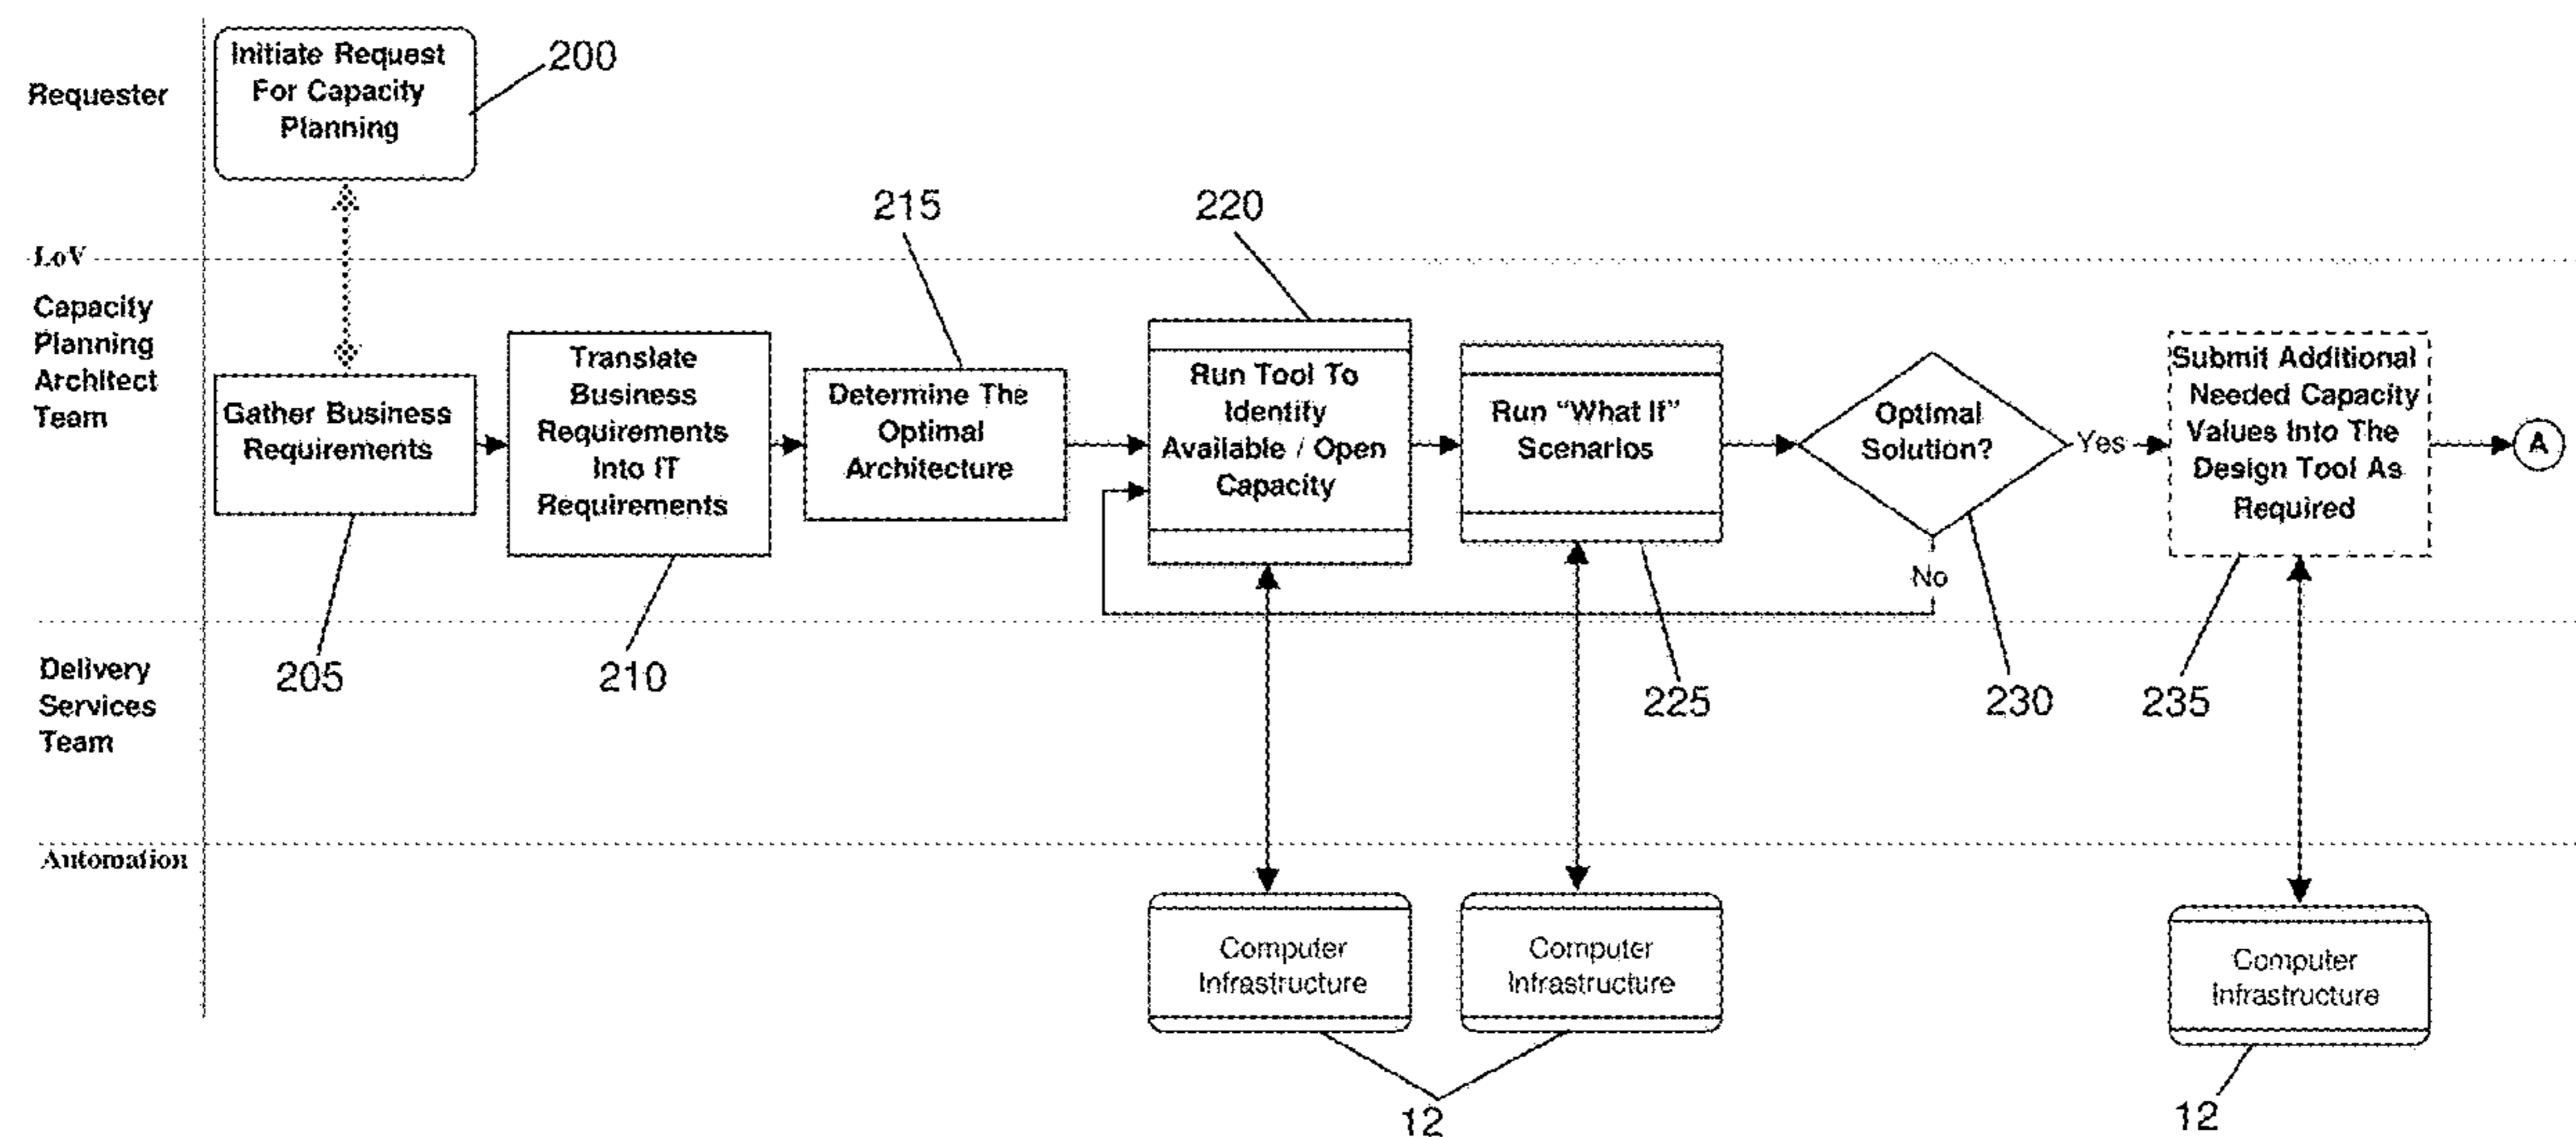 Requester
Initiate Request
For Capacity
Planning
200
LoV
Capacity
Planning
Architect
Team
Gather Business
Requirements
205
Translate
Business
Requirements
Into IT
Requirements
210
215
Determine The
Optimal
Architecture
220
Run Tool To
Identify
Available / Open
Capacity
Run “What If”
Scenarios
225
Optimal
Solution?
Yes
No
230
Submit Additional
Needed Capacity
Values Into The
Design Tool As
Required
235
A
Delivery
Services
Team
Automation
Computer
Infrastructure
Computer
Infrastructure
12
Computer
Infrastructure
12